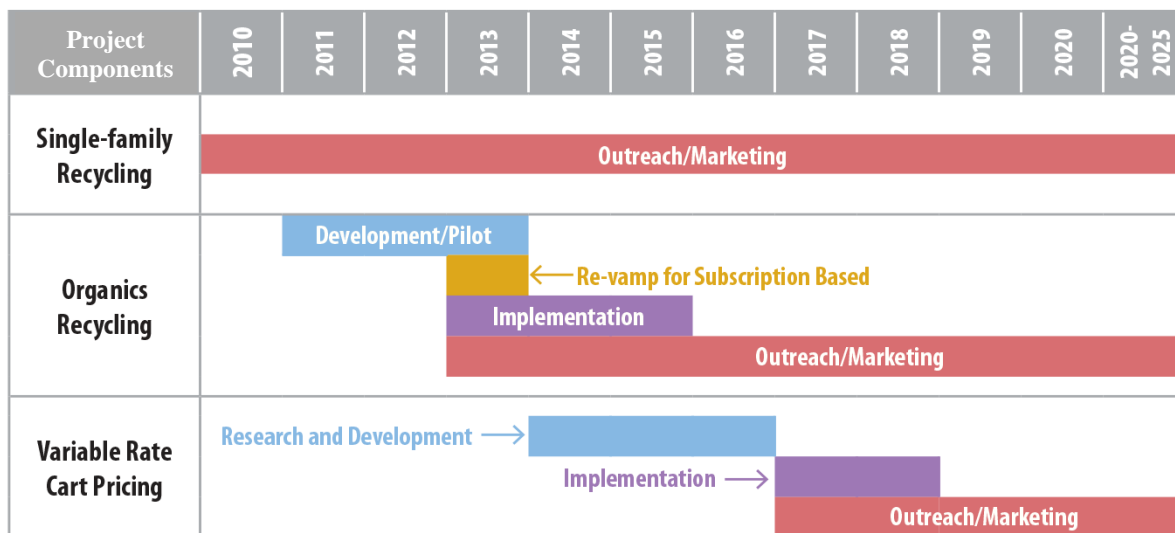 Project
Components
2010
2011
2012
2013
2014
2015
2016
2017
2018
2019
2020
2020-
2025
Single-family
Recycling
Outreach/Marketing
Organics
Recycling
Development/Pilot
Re-vamp for Subscription Based
Implementation
Outreach/Marketing
Variable Rate
Cart Pricing
Research and Development
Implementation
Outreach/Marketing